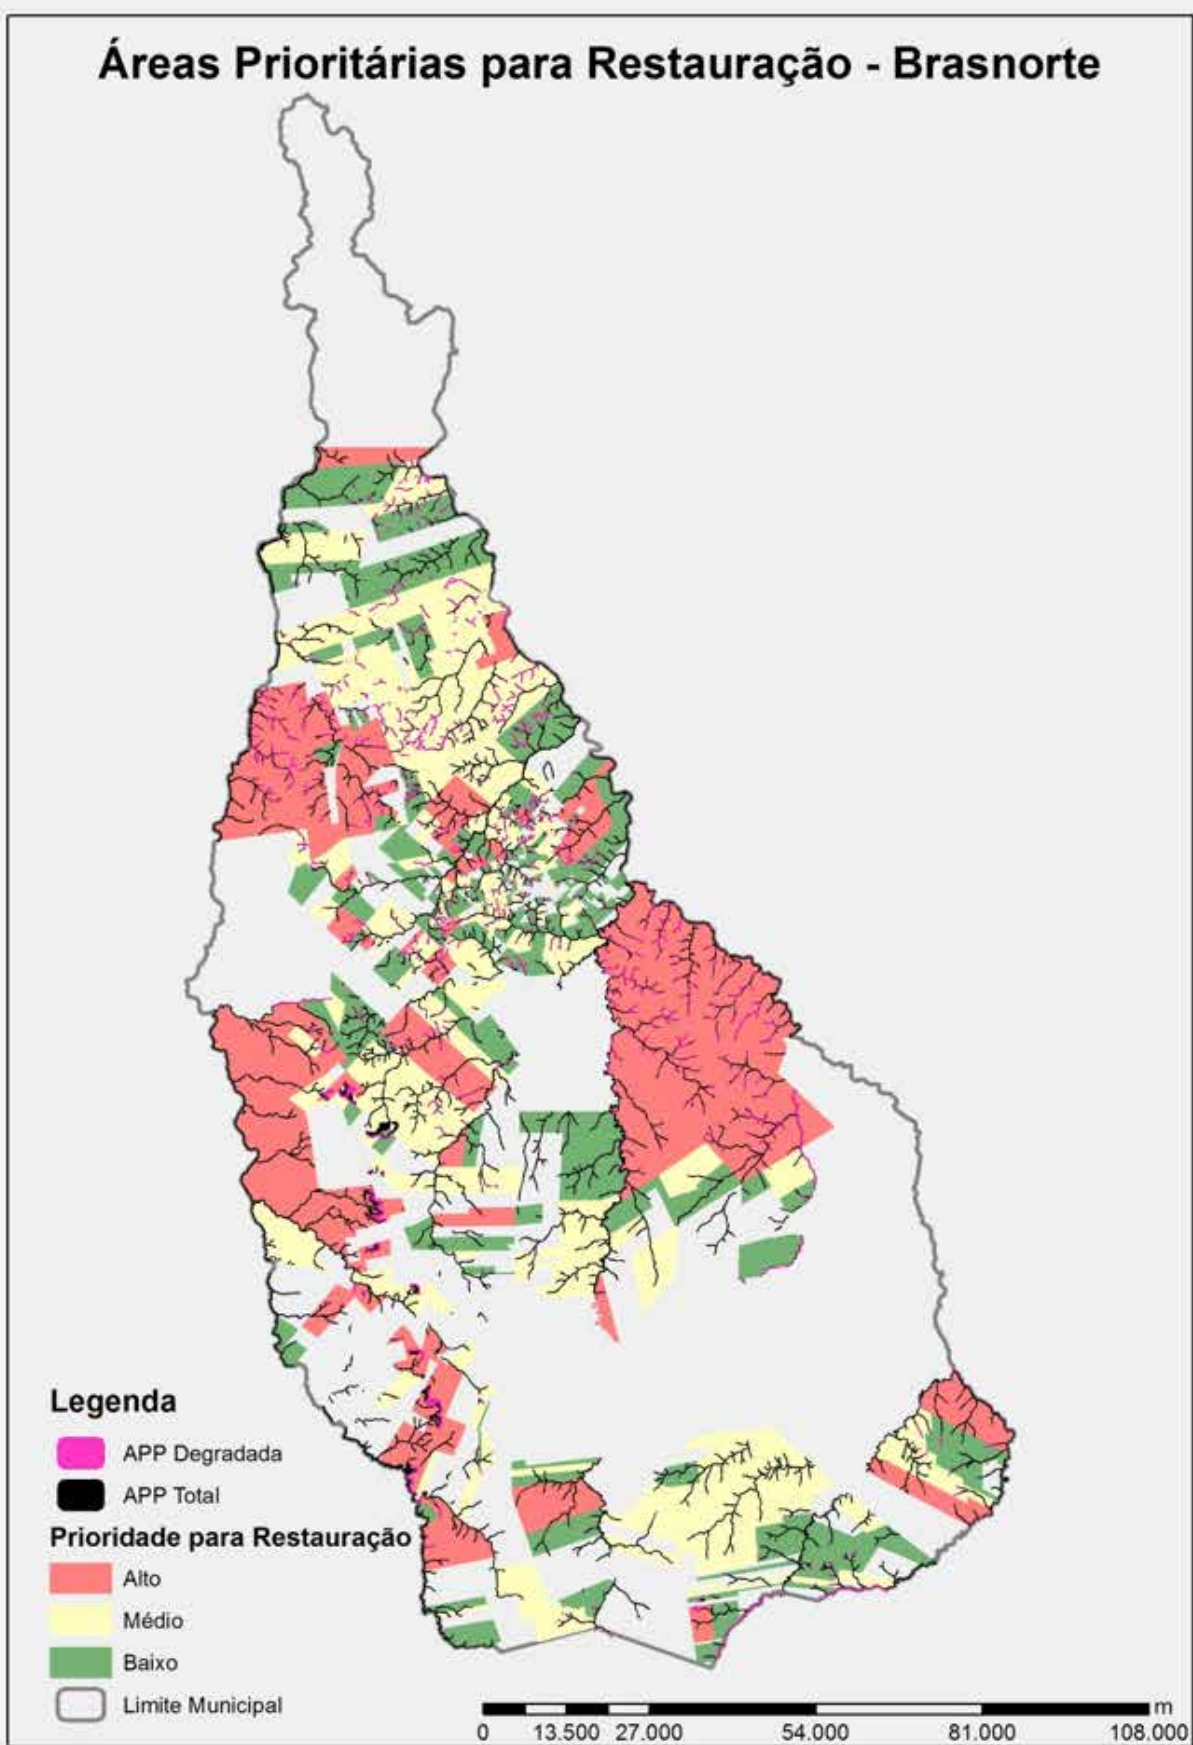 Áreas Prioritárias para Restauração - Brasnorte
Legenda
APP Degradada
APP Total
Prioridade para Restauração
Alto
Médio
Baixo
Limite Municipal
m
0 13.500 27.000 54.000 81.000 108.000